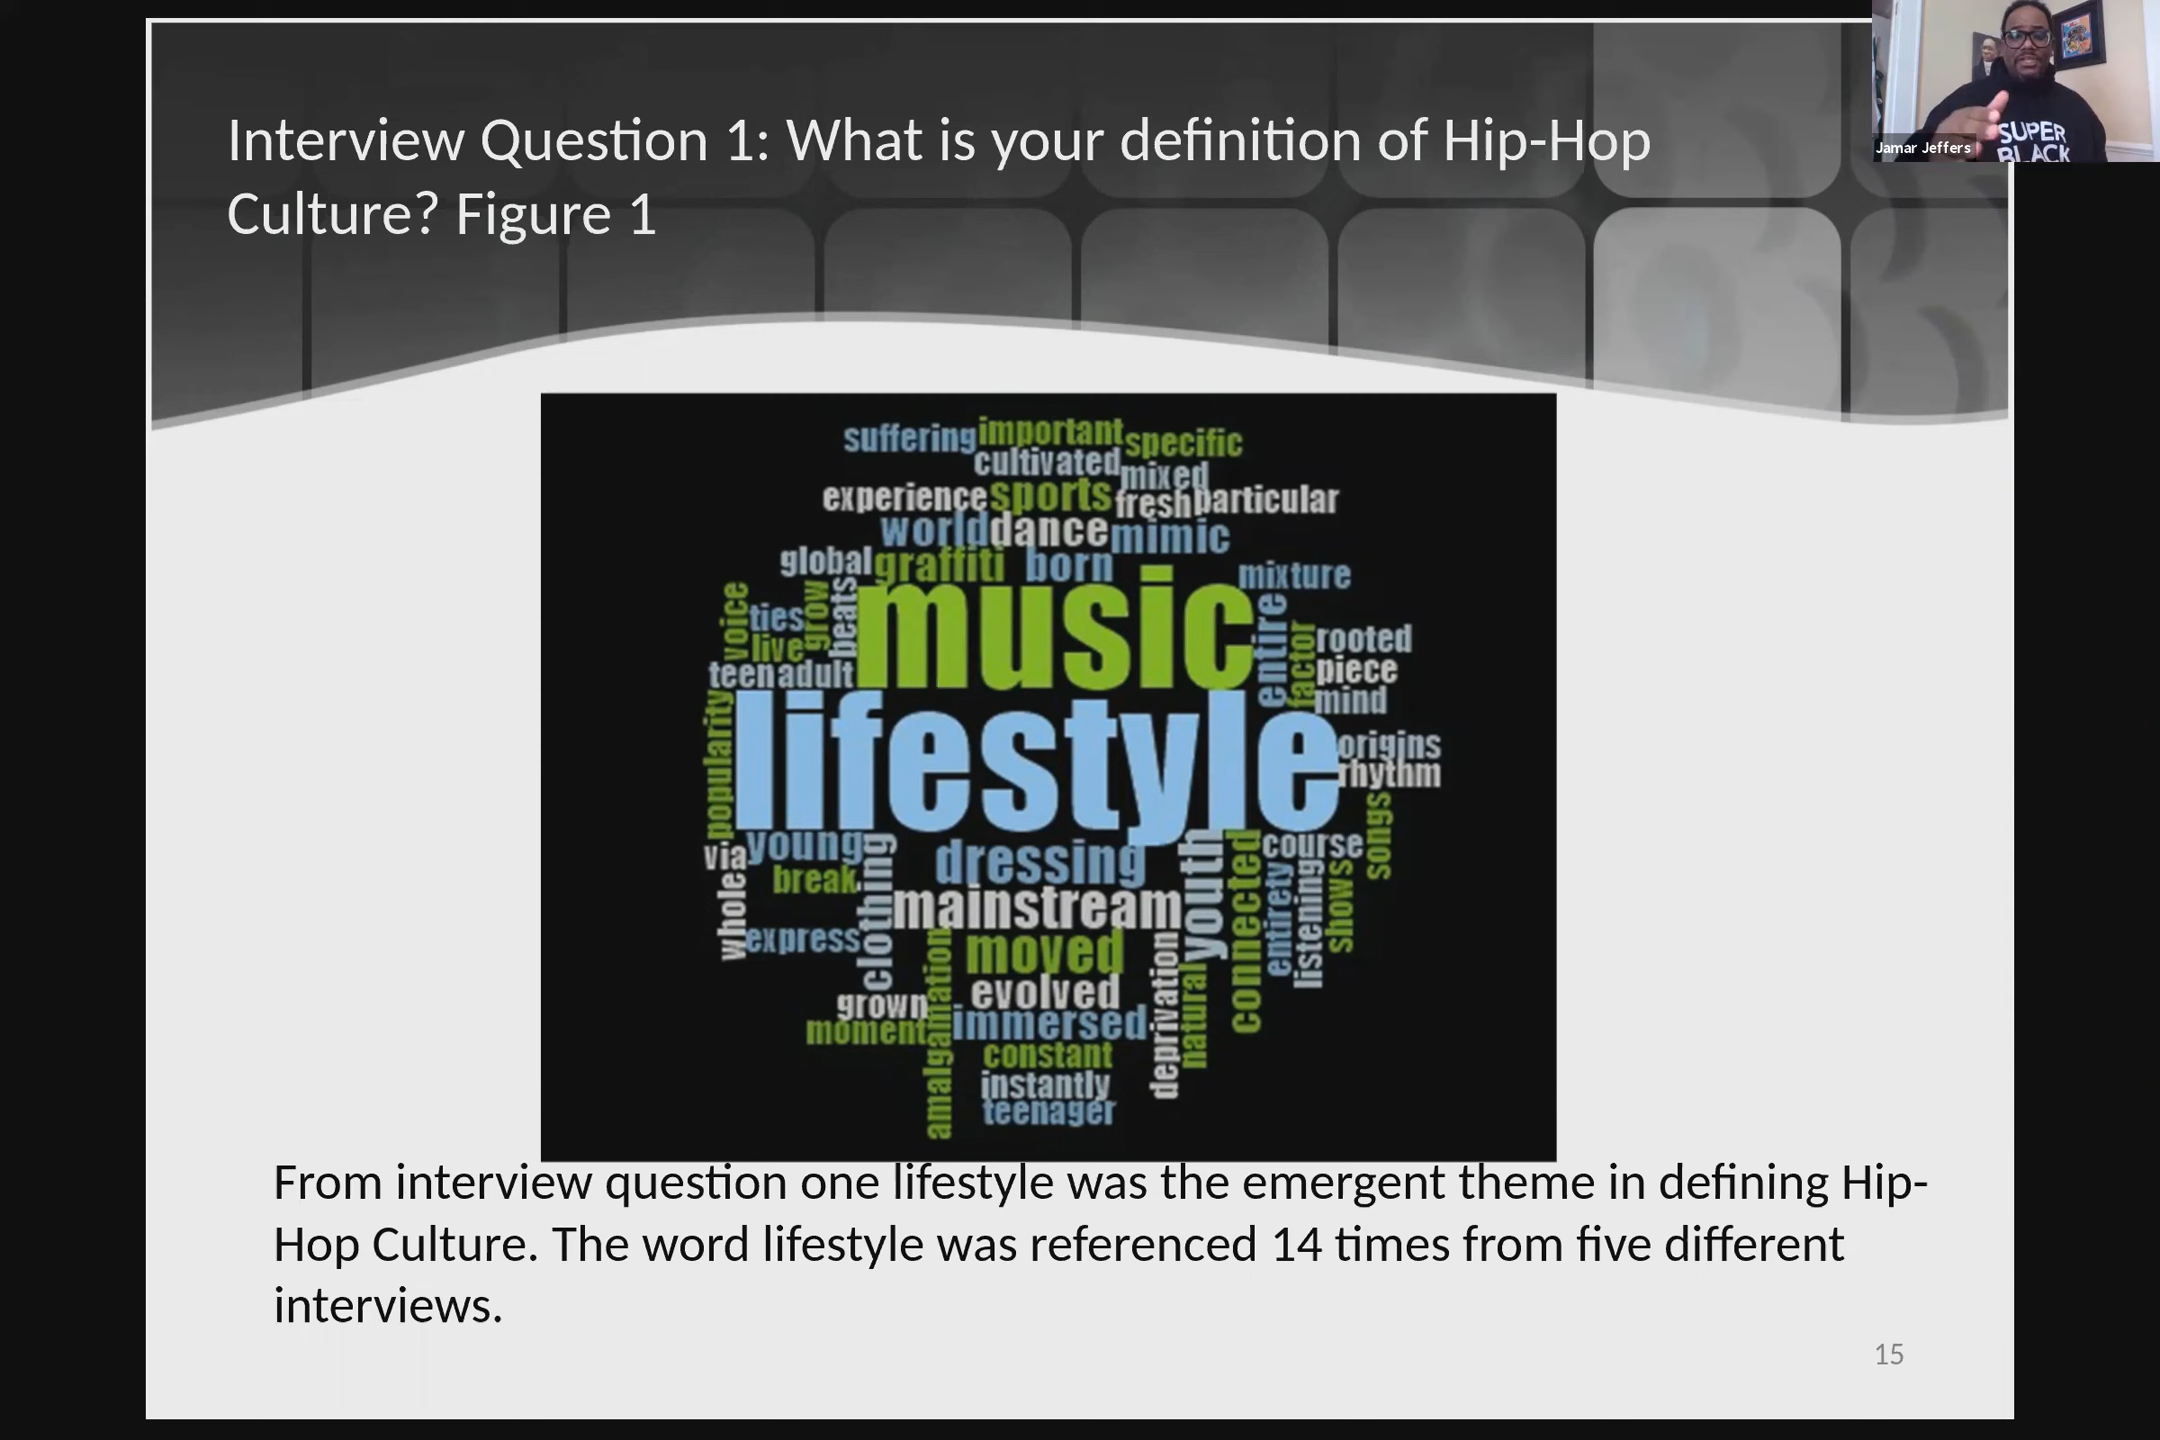 Interview Question 1: What is your definition of Hip-Hop
Culture? Figure 1
Jamar Jeffers
SUPER
BLACK
suffering important specific
cultivated mixed
experience sports fresh particular
world dance mimic
global graffiti born mixture
voice ties live grow beats
teen adult
music
entire factor
rooted
piece
mind
popularity
lifestyle
origins
rhythm
songs
via young
break
whole
express
clothing
dressing
mainstream
youth
connected
course
entirety
listening
shows
moved
evolved
immersed
grown
moment
amalgamation
deprivation
natural
constant
instantly
teenager
From interview question one lifestyle was the emergent theme in defining Hip-
Hop Culture. The word lifestyle was referenced 14 times from five different
interviews.
15